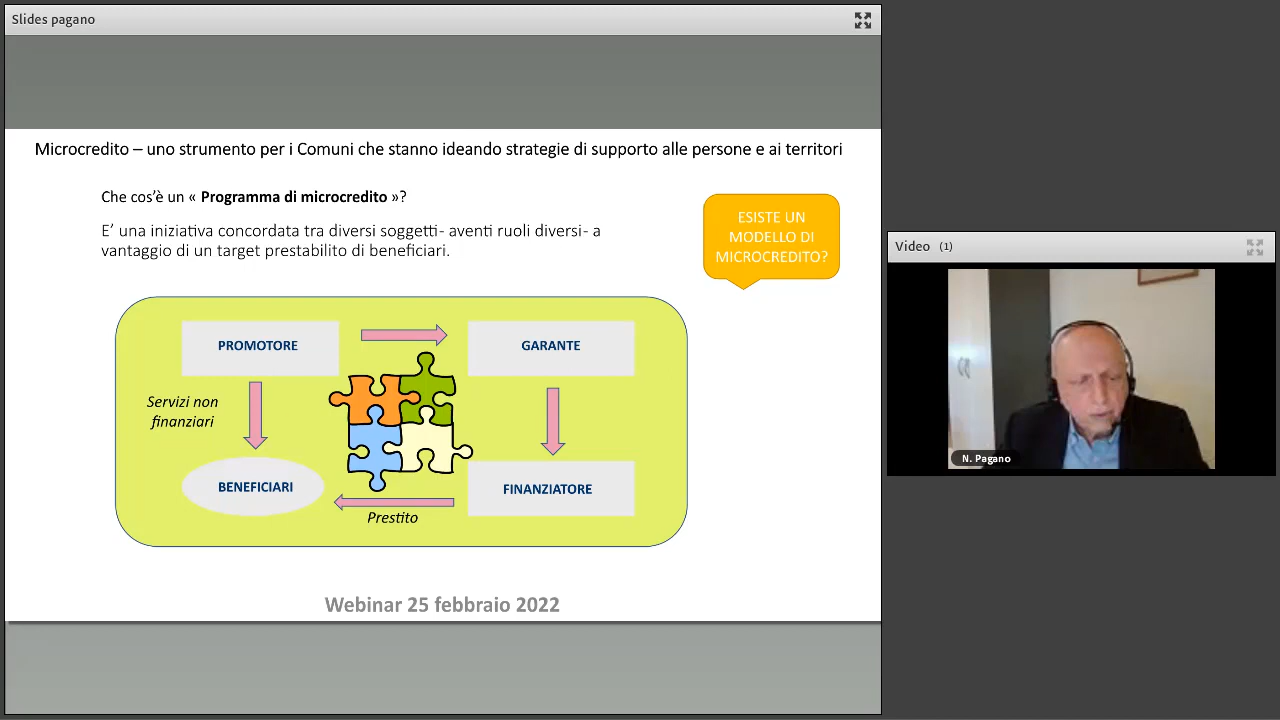 Slides pagano
Microcredito – uno strumento per i Comuni che stanno ideando strategie di supporto alle persone e ai territori
Che cos'è un « Programma di microcredito »?
E' una iniziativa concordata tra diversi soggetti- aventi ruoli diversi- a
vantaggio di un target prestabilito di beneficiari.
ESISTE UN
MODELLO DI
MICROCREDITO?
PROMOTORE
GARANTE
Servizi non
finanziari
BENEFICIARI
FINANZIATORE
Prestito
Webinar 25 febbraio 2022
Video (1)
N. Pagano